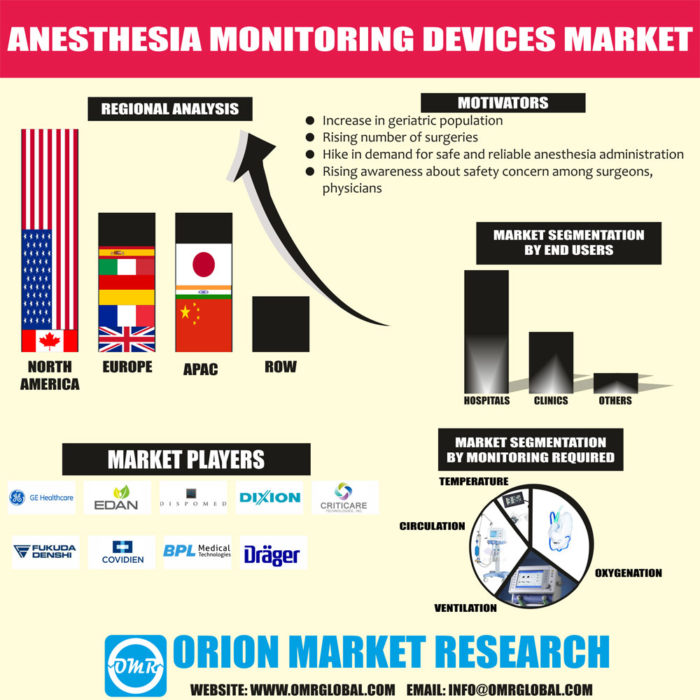 ANESTHESIA MONITORING DEVICES MARKET
REGIONAL ANALYSIS
NORTH
AMERICA
EUROPE
APAC
ROW
MOTIVATORS
Increase in geriatric population
Rising number of surgeries
Hike in demand for safe and reliable anesthesia administration
Rising awareness about safety concern among surgeons,
physicians
MARKET SEGMENTATION
BY END USERS
HOSPITALS
CLINICS
OTHERS
MARKET PLAYERS
GE Healthcare
EDAN
DISPOMED
DIXION
CRITICARE
TECHNOLOGIES, INC.
FUKUDA
DENSHI
COVIDIEN
BPL Medical
Technologies
Dräger
MARKET SEGMENTATION
BY MONITORING REQUIRED
TEMPERATURE
CIRCULATION
OXYGENATION
VENTILATION
OMR
ORION MARKET RESEARCH
WEBSITE: WWW.OMRGLOBAL.COM EMAIL: INFO@OMRGLOBAL.COM